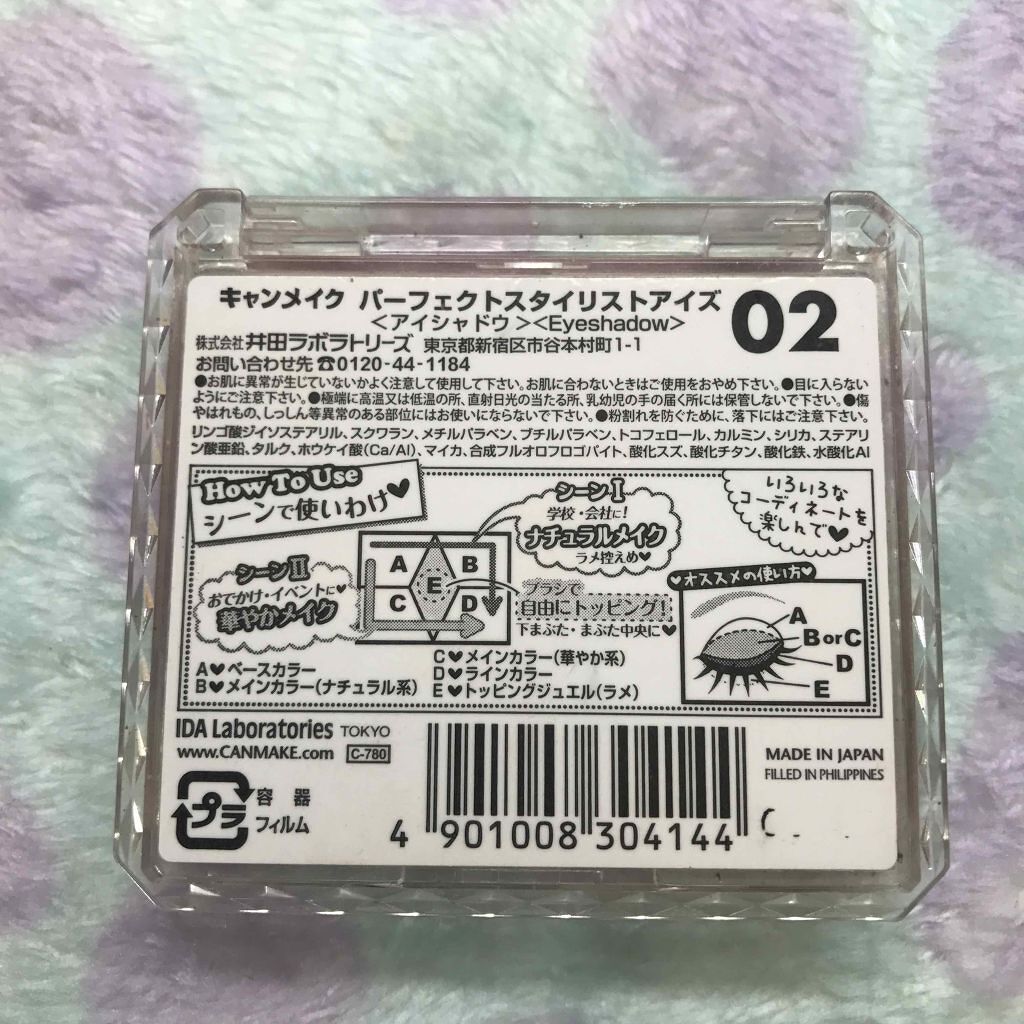 キャンメイク パーフェクトスタイリストアイズ 02
<アイシャドウ><Eyeshadow>
株式会社 井田ラボラトリーズ 東京都新宿区市谷本村町1-1
お問い合わせ先 ☎0120-44-1184
●お肌に異常が生じていないかよく注意して使用して下さい。お肌に合わないときはご使用をおやめ下さい。●目に入らない
ようにご注意下さい。●極端に高温又は低温の所、直射日光の当たる所、乳幼児の手の届く所には保管しないで下さい。●傷
やはれもの、しっしん等異常のある部位にはお使いにならないで下さい。●粉割れを防ぐために、落下にはご注意下さい。
リンゴ酸ジイソステアリル、スクワラン、メチルパラベン、ブチルパラベン、トコフェロール、カルミン、シリカ、ステアリ
ン酸亜鉛、タルク、ホウケイ酸(Ca/Al)、マイカ、合成フルオロフロゴパイト、酸化スズ、酸化チタン、酸化鉄、水酸化Al
How To Use
シーンで使いわけ♥
シーンI
学校・会社に!
ナチュラルメイク
ラメ控えめ♥
いろいろな
コーディネートを
楽しんで♥
シーンII
おでかけ・イベントに♥
華やかメイク
A
B
E
C
D
ブラシで
自由にトッピング!
下まぶた・まぶた中央に♥
♥オススメの使い方♥
A
B or C
D
E
A♥ベースカラー
B♥メインカラー(ナチュラル系)
C♥メインカラー(華やか系)
D♥ラインカラー
E♥トッピングジュエル(ラメ)
IDA Laboratories TOKYO
www.CANMAKE.com C-780
プラ
容器
フィルム
4 901008 304144
MADE IN JAPAN
FILLED IN PHILIPPINES